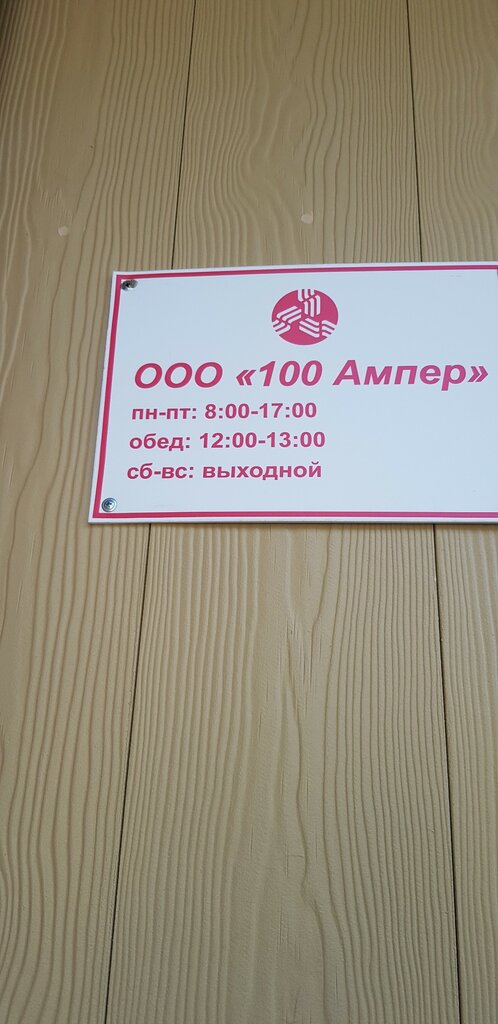 ООО «100 Ампер»
пн-пт: 8:00-17:00
обед: 12:00-13:00
сб-вс: выходной